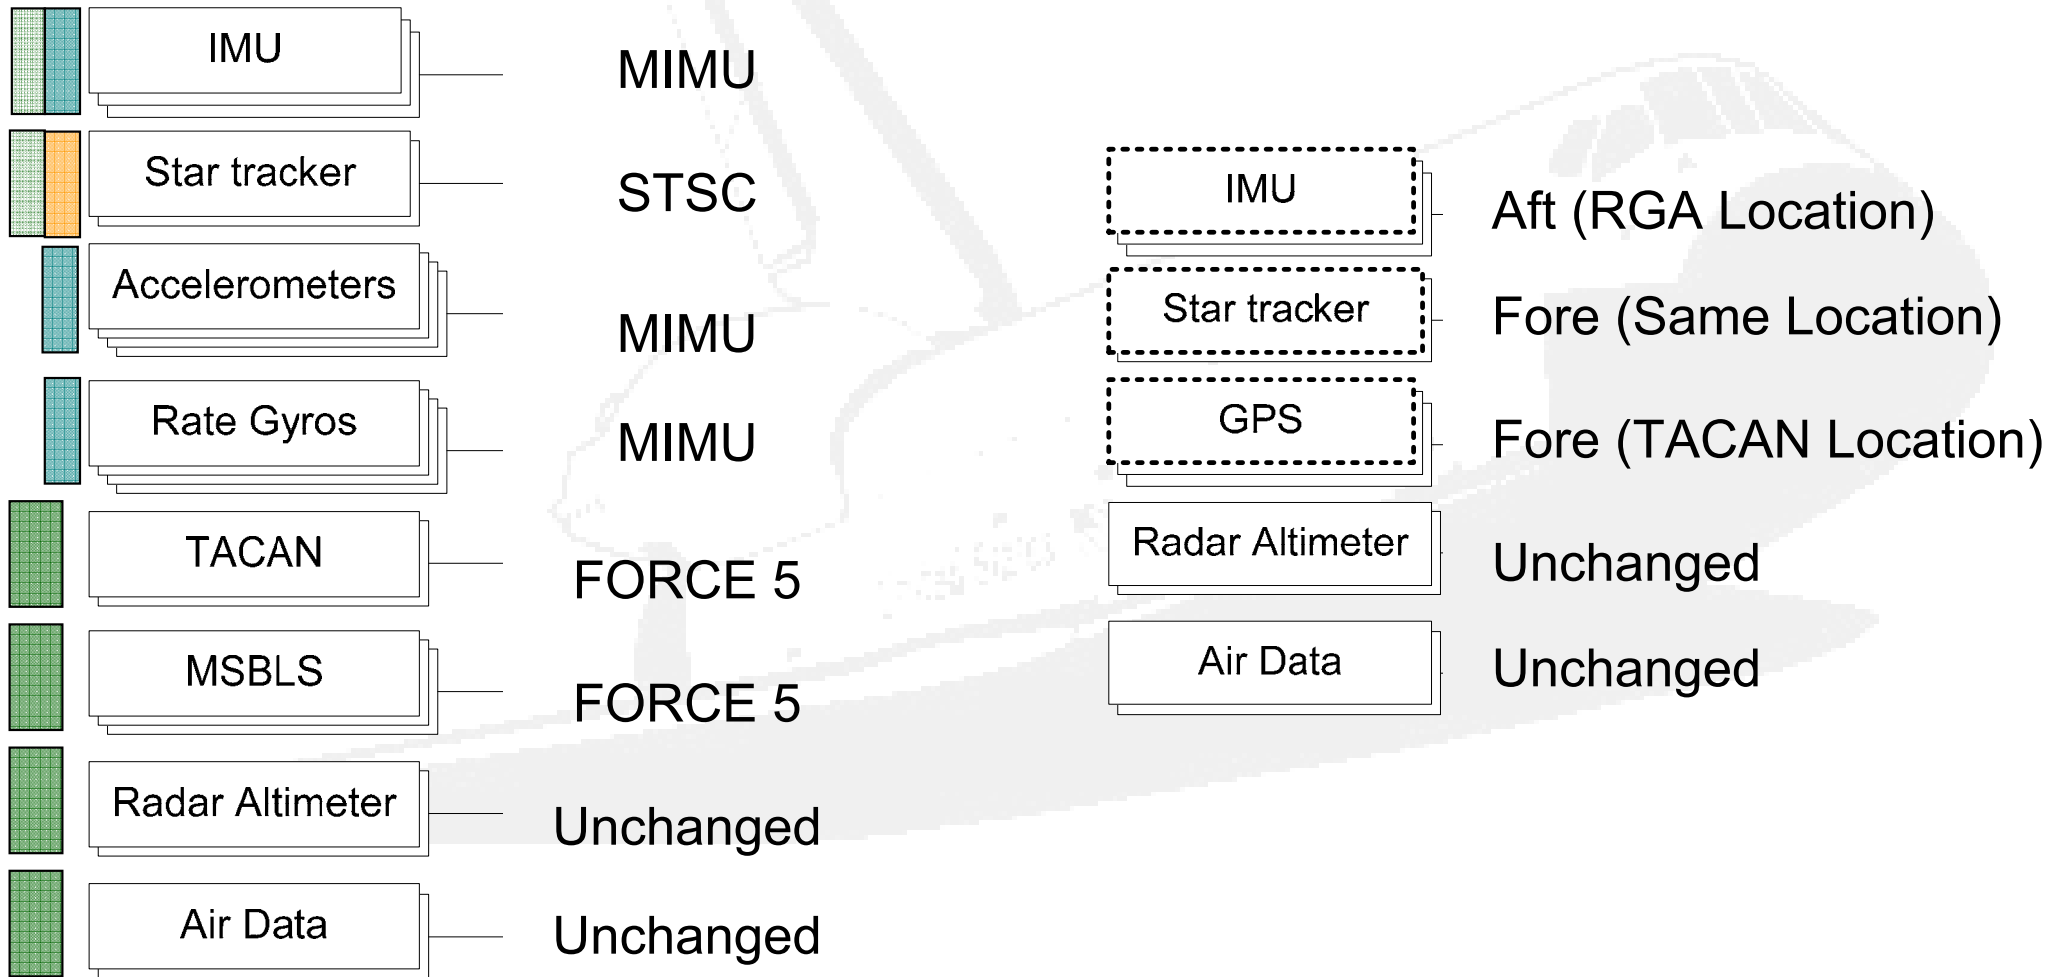 IMU
MIMU
Star tracker
STSC
Accelerometers
MIMU
Rate Gyros
MIMU
TACAN
FORCE 5
MSBLS
FORCE 5
Radar Altimeter
Unchanged
Air Data
Unchanged
IMU
Aft (RGA Location)
Star tracker
Fore (Same Location)
GPS
Fore (TACAN Location)
Radar Altimeter
Unchanged
Air Data
Unchanged